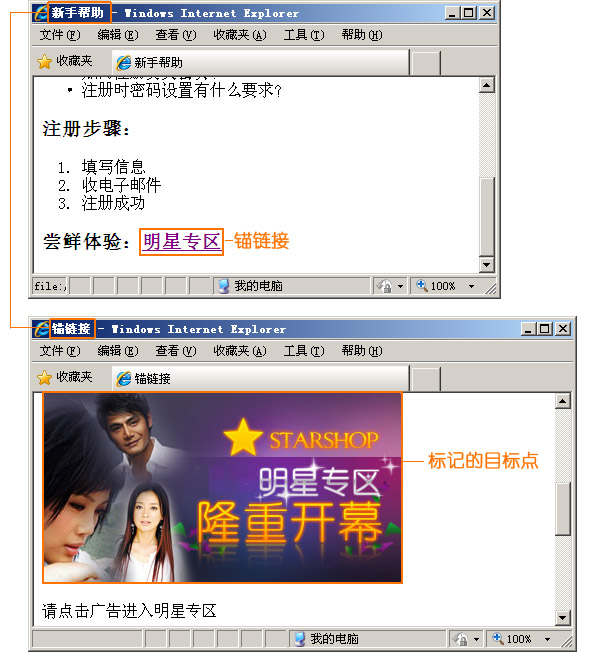 新手帮助 - Windows Internet Explorer
文件(F) 编辑(E) 查看(V) 收藏夹(A) 工具(T) 帮助(H)
收藏夹 新手帮助
• 注册时密码设置有什么要求?
注册步骤：
1. 填写信息
2. 收电子邮件
3. 注册成功
尝鲜体验：明星专区 锚链接
file:/ 我的电脑 100%
锚链接 - Windows Internet Explorer
文件(F) 编辑(E) 查看(V) 收藏夹(A) 工具(T) 帮助(H)
收藏夹 锚链接
STARSHOP
标记的目标点
明星专区
隆重开幕
请点击广告进入明星专区
我的电脑 100%